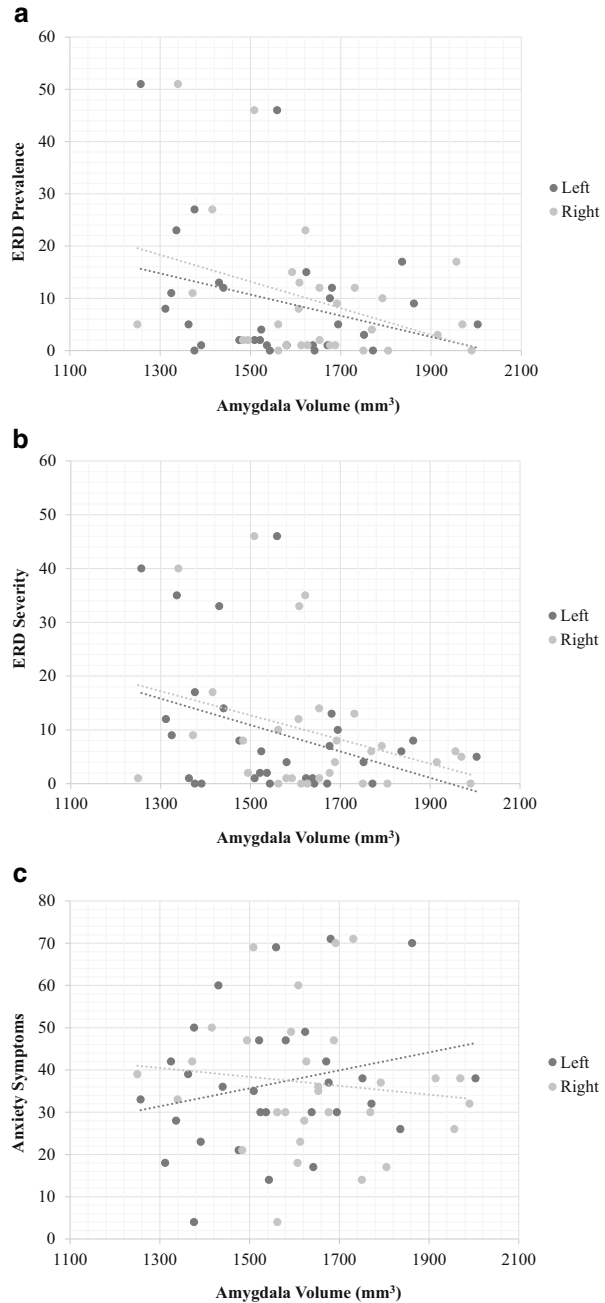 a
60
50
40
30
20
10
0
ERD Prevalence
1100 1300 1500 1700 1900 2100
Amygdala Volume (mm³)
Left
Right
b
60
50
40
30
20
10
0
ERD Severity
1100 1300 1500 1700 1900 2100
Amygdala Volume (mm³)
Left
Right
c
80
70
60
50
40
30
20
10
0
Anxiety Symptoms
1100 1300 1500 1700 1900 2100
Amygdala Volume (mm³)
Left
Right